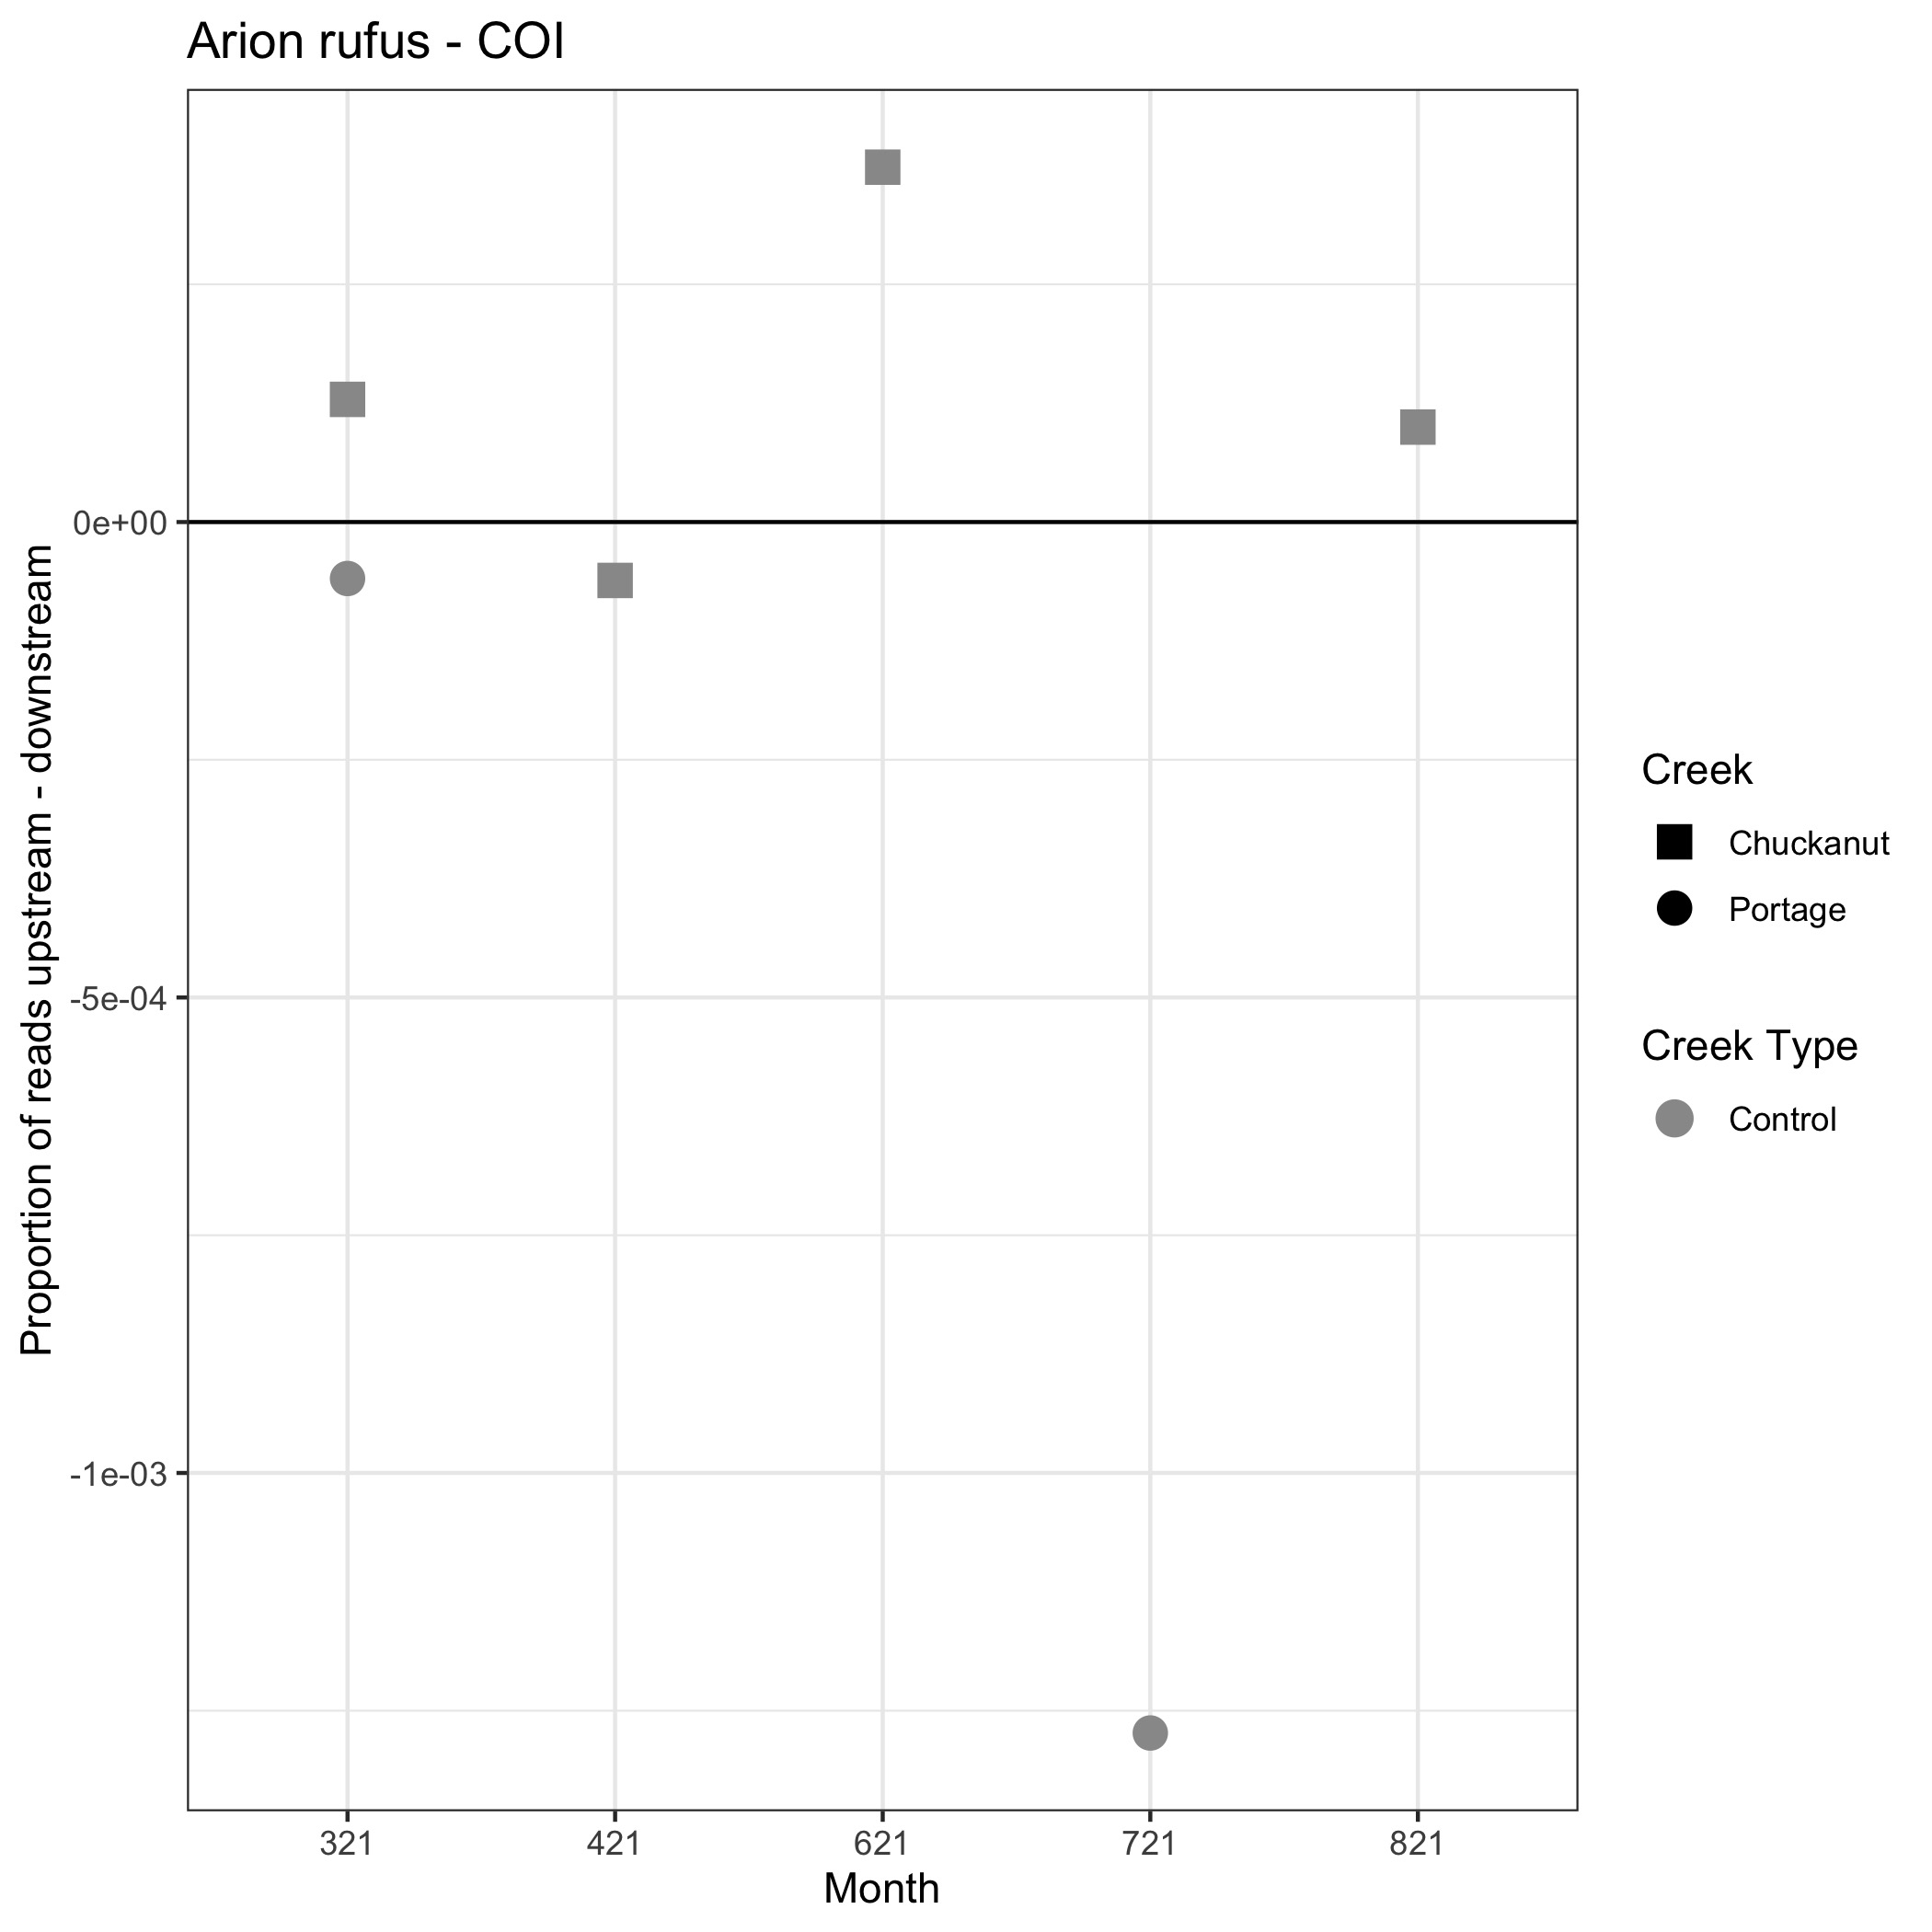 Arion rufus - COI
Proportion of reads upstream - downstream
0e+00
-5e-04
-1e-03
321 421 621 721 821
Month
Creek
Chuckanut
Portage
Creek Type
Control